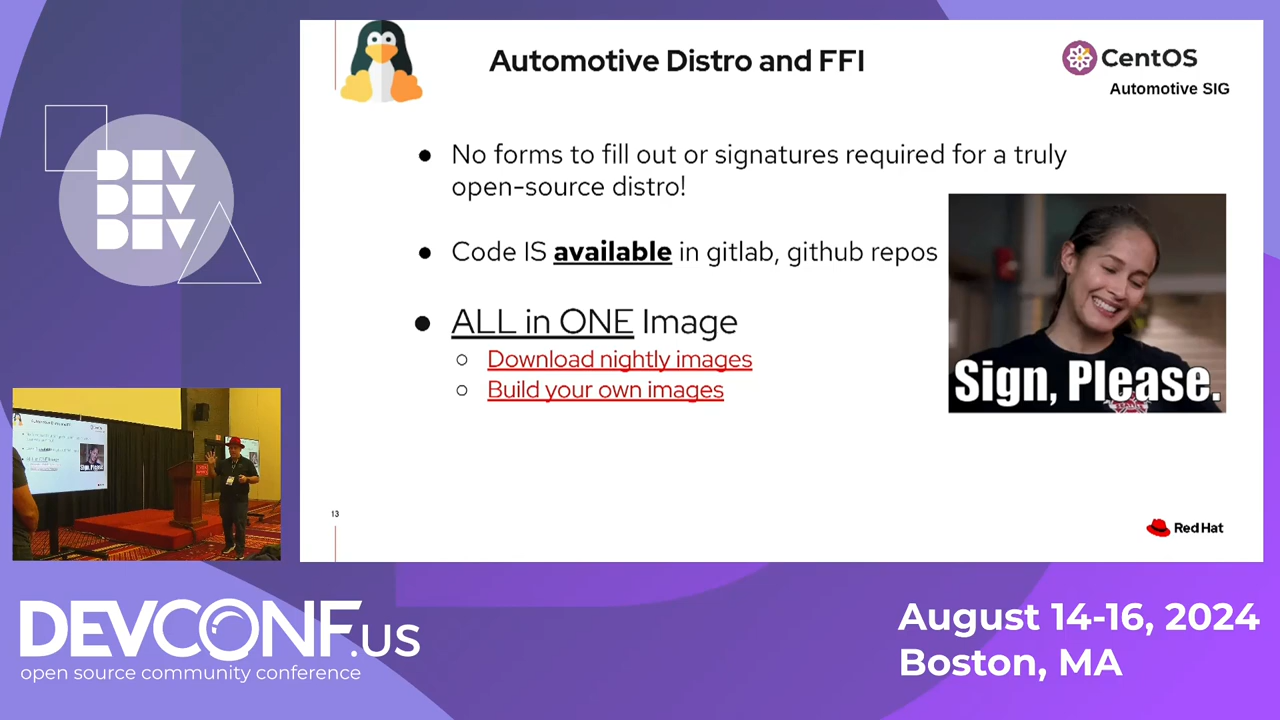 Automotive Distro and FFI
CentOS
Automotive SIG
DEV
DEV
DEV
● No forms to fill out or signatures required for a truly
open-source distro!
● Code IS available in gitlab, github repos
● ALL in ONE Image
○ Download nightly images
○ Build your own images
Sign, Please.
13
Red Hat
DEVCONF.us
open source community conference
August 14-16, 2024
Boston, MA